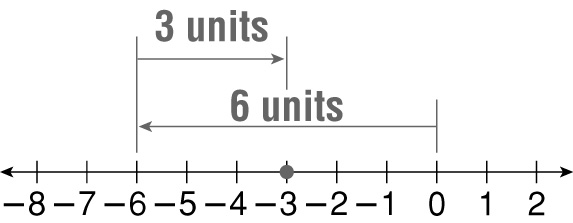 3 units
6 units
−8 −7 −6 −5 −4 −3 −2 −1 0 1 2